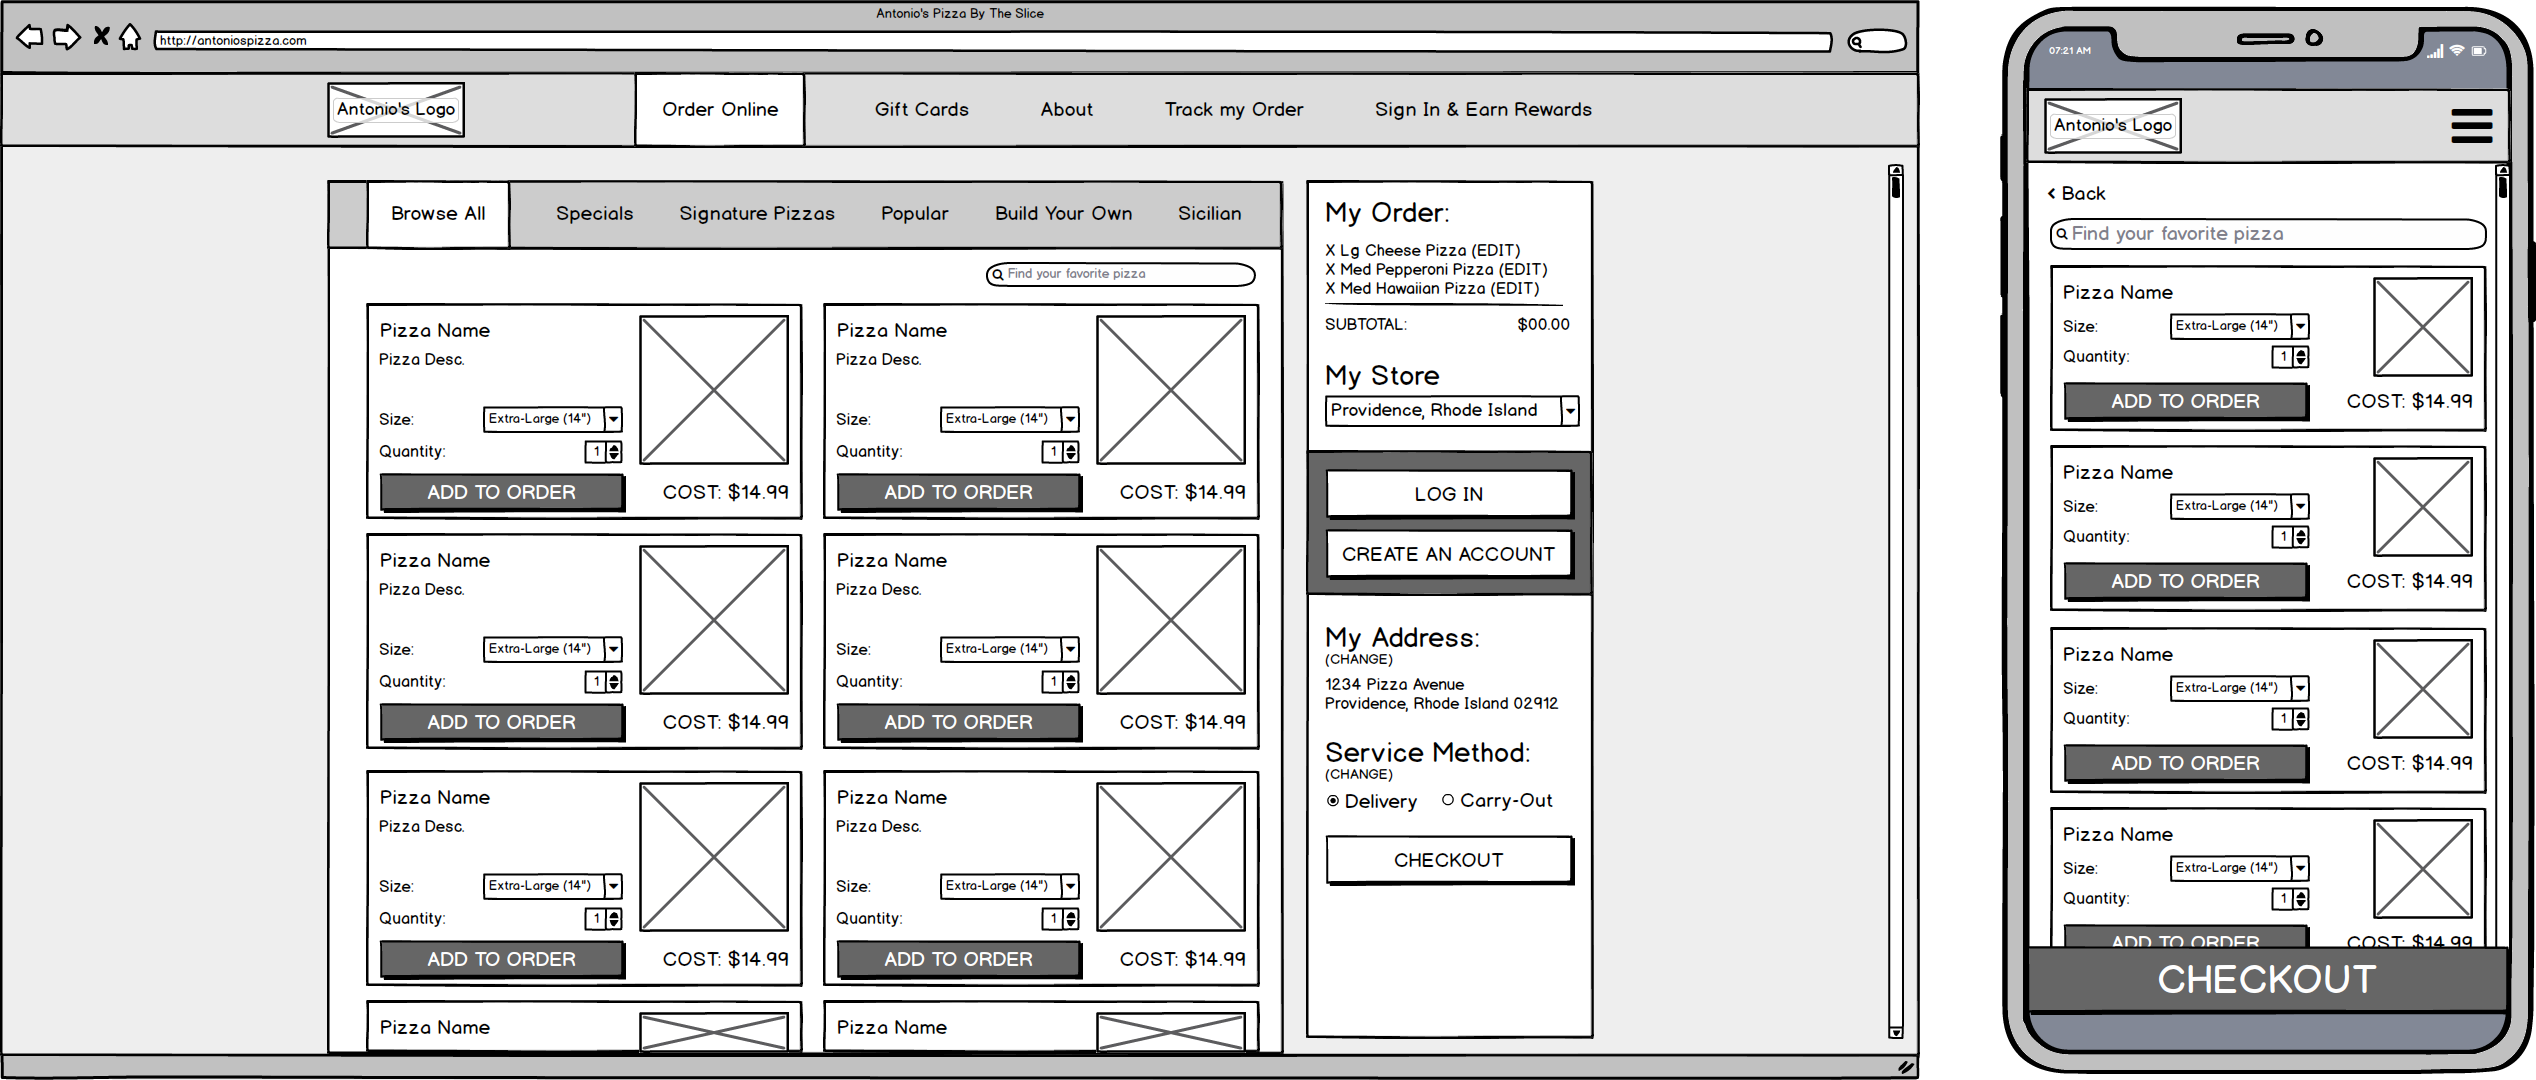 Antonio's Pizza By The Slice
http://antoniospizza.com
Antonio's Logo
Order Online
Gift Cards
About
Track my Order
Sign In & Earn Rewards
Browse All
Specials
Signature Pizzas
Popular
Build Your Own
Sicilian
Find your favorite pizza
Pizza Name
Pizza Desc.
Size: Extra-Large (14")
Quantity: 1
ADD TO ORDER COST: $14.99
Pizza Name
Pizza Desc.
Size: Extra-Large (14")
Quantity: 1
ADD TO ORDER COST: $14.99
Pizza Name
Pizza Desc.
Size: Extra-Large (14")
Quantity: 1
ADD TO ORDER COST: $14.99
Pizza Name
Pizza Desc.
Size: Extra-Large (14")
Quantity: 1
ADD TO ORDER COST: $14.99
Pizza Name
Pizza Desc.
Size: Extra-Large (14")
Quantity: 1
ADD TO ORDER COST: $14.99
Pizza Name
Pizza Desc.
Size: Extra-Large (14")
Quantity: 1
ADD TO ORDER COST: $14.99
Pizza Name
Pizza Name
My Order:
X Lg Cheese Pizza (EDIT)
X Med Pepperoni Pizza (EDIT)
X Med Hawaiian Pizza (EDIT)
SUBTOTAL: $00.00
My Store
Providence, Rhode Island
LOG IN
CREATE AN ACCOUNT
My Address:
(CHANGE)
1234 Pizza Avenue
Providence, Rhode Island 02912
Service Method:
(CHANGE)
Delivery Carry-Out
CHECKOUT
07:21 AM
Antonio's Logo
Back
Find your favorite pizza
Pizza Name
Size: Extra-Large (14")
Quantity: 1
ADD TO ORDER COST: $14.99
Pizza Name
Size: Extra-Large (14")
Quantity: 1
ADD TO ORDER COST: $14.99
Pizza Name
Size: Extra-Large (14")
Quantity: 1
ADD TO ORDER COST: $14.99
Pizza Name
Size: Extra-Large (14")
Quantity: 1
ADD TO ORDER COST: $14.99
CHECKOUT